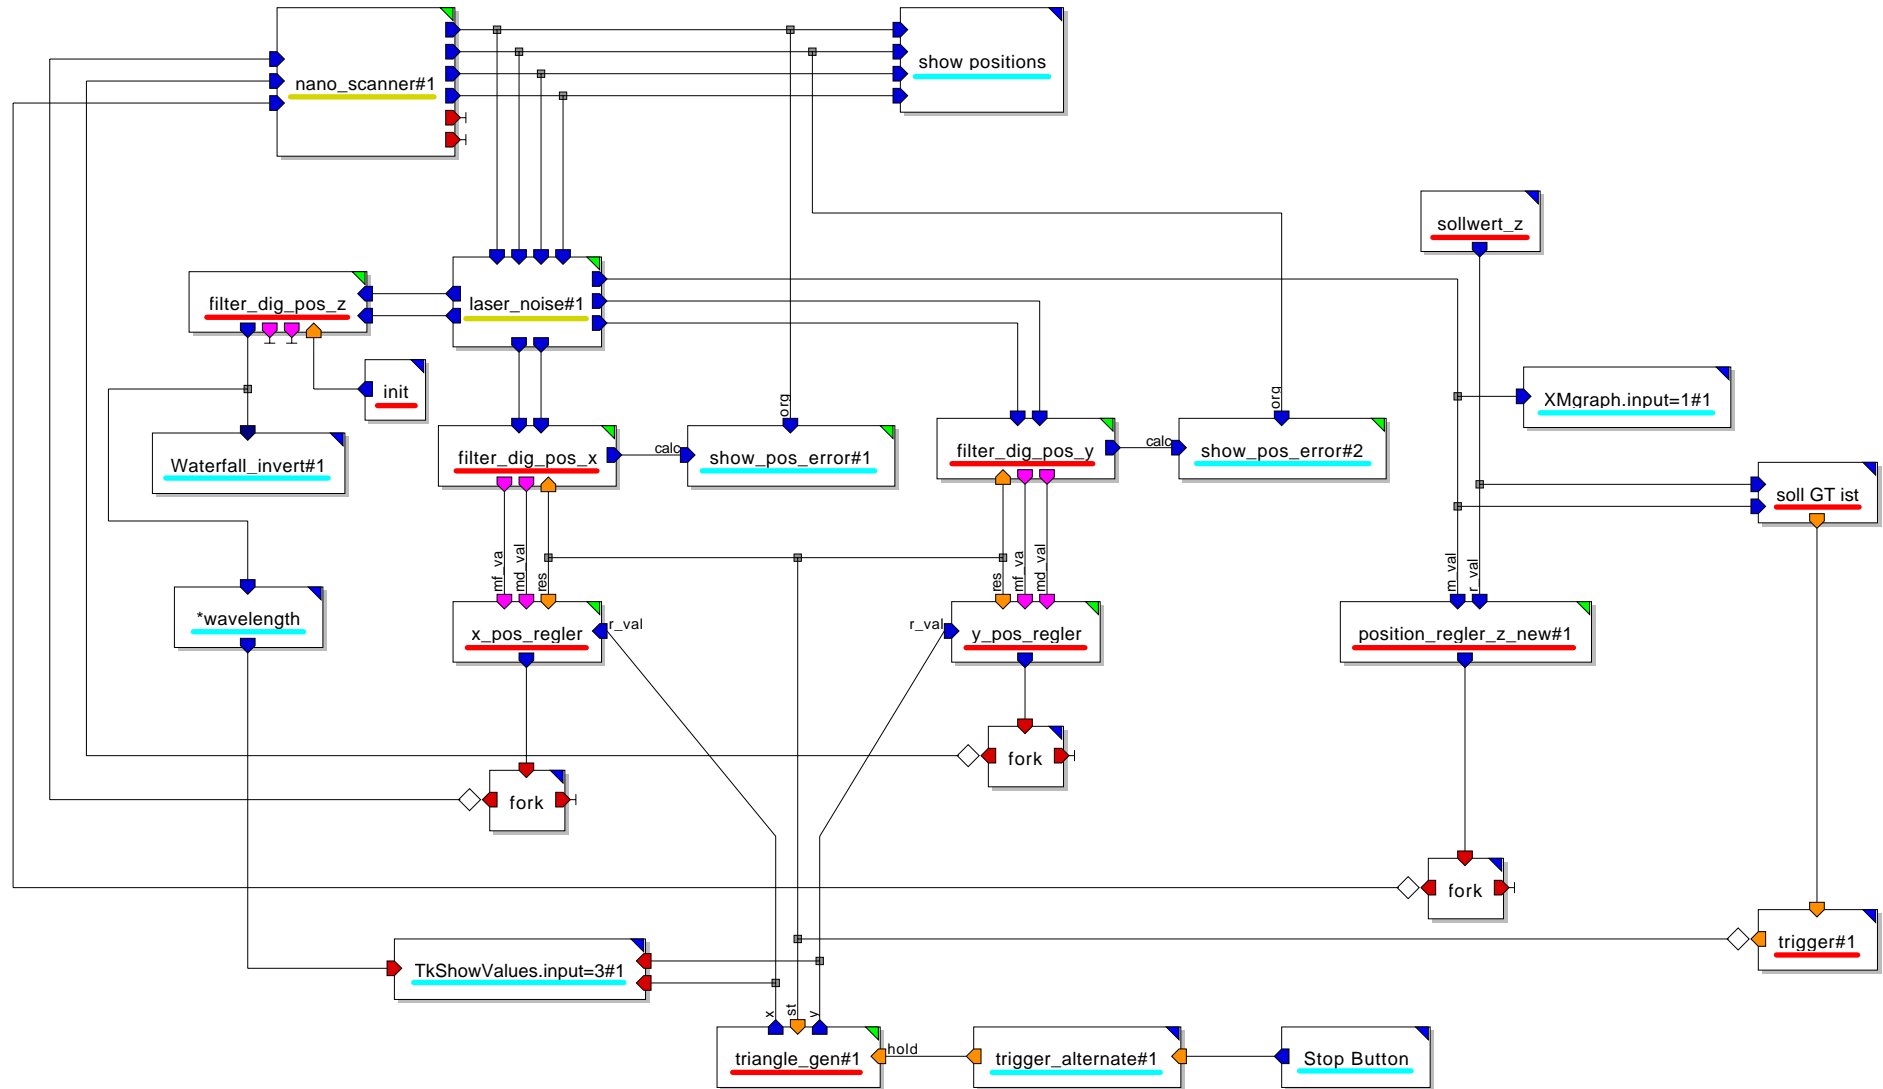 nano_scanner#1
show positions
sollwert_z
filter_dig_pos_z
laser_noise#1
init
XMgraph.input=1#1
org
org
Waterfall_invert#1
filter_dig_pos_x
calc
show_pos_error#1
filter_dig_pos_y
calc
show_pos_error#2
soll GT ist
mf_va
md_val
res
res
mf_va
md_val
m_val
r_val
*wavelength
x_pos_regler
r_val
r_val
y_pos_regler
position_regler_z_new#1
fork
fork
fork
trigger#1
TkShowValues.input=3#1
x
st
y
triangle_gen#1
hold
trigger_alternate#1
Stop Button